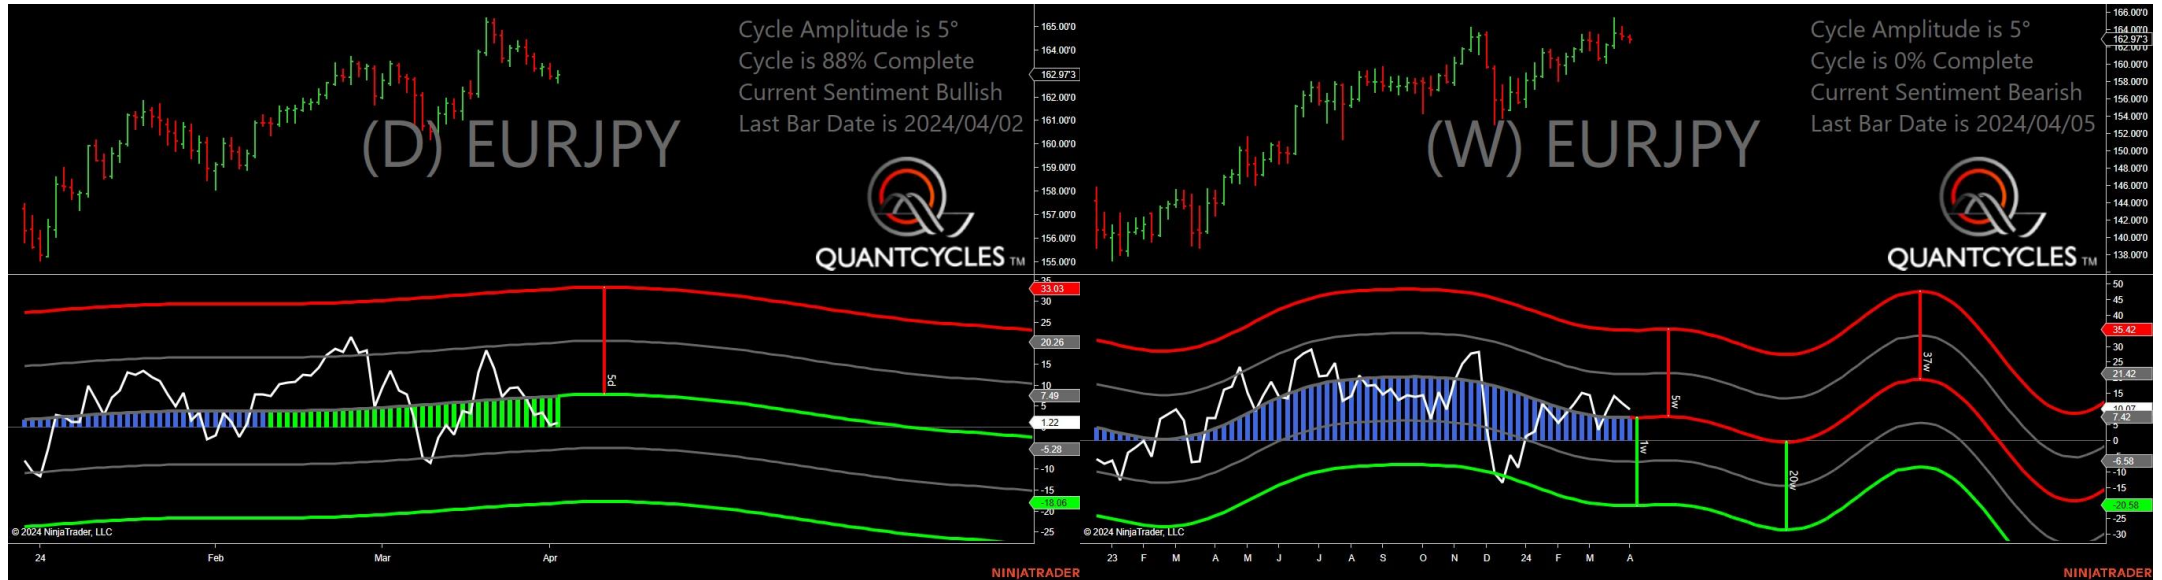 Cycle Amplitude is 5°
Cycle is 88% Complete
Current Sentiment Bullish
Last Bar Date is 2024/04/02
(D) EURJPY
QUANTCYCLES TM
165.00'0
164.00'0
162.97'3
162.00'0
161.00'0
160.00'0
159.00'0
158.00'0
157.00'0
156.00'0
155.00'0
35
33.03
30
25
20.26
15
10
7.49
5
1.22
-5.28
-10
-15
-18.06
-20
-25
5d
© 2024 NinjaTrader, LLC
24 Feb Mar Apr
NINJATRADER
Cycle Amplitude is 5°
Cycle is 0% Complete
Current Sentiment Bearish
Last Bar Date is 2024/04/05
(W) EURJPY
QUANTCYCLES TM
166.00'0
164.00'0
162.97'3
162.00'0
160.00'0
158.00'0
156.00'0
154.00'0
152.00'0
150.00'0
148.00'0
146.00'0
144.00'0
142.00'0
140.00'0
138.00'0
50
45
40
35.42
30
25
21.42
15
10.07
7.42
5
0
-6.58
-10
-15
-20.58
-25
-30
1w
5w
20w
37w
© 2024 NinjaTrader, LLC
23 F M A M J J A S O N D 24 F M A
NINJATRADER